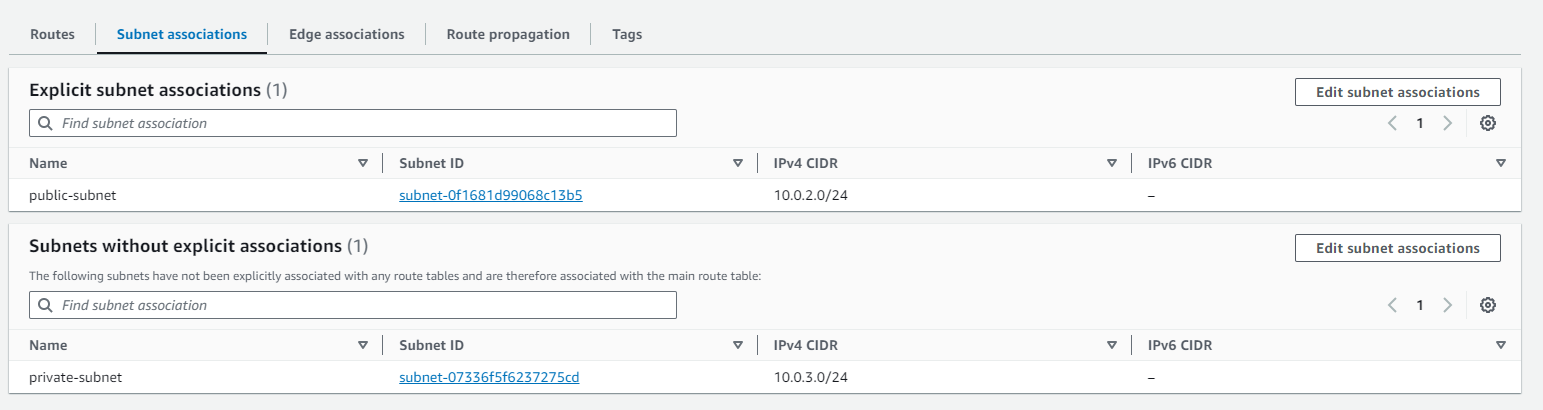 Routes Subnet associations Edge associations Route propagation Tags
Explicit subnet associations (1) Edit subnet associations
Find subnet association 1
Name Subnet ID IPv4 CIDR IPv6 CIDR
public-subnet subnet-0f1681d99068c13b5 10.0.2.0/24 –
Subnets without explicit associations (1) Edit subnet associations
The following subnets have not been explicitly associated with any route tables and are therefore associated with the main route table:
Find subnet association 1
Name Subnet ID IPv4 CIDR IPv6 CIDR
private-subnet subnet-07336f5f6237275cd 10.0.3.0/24 –